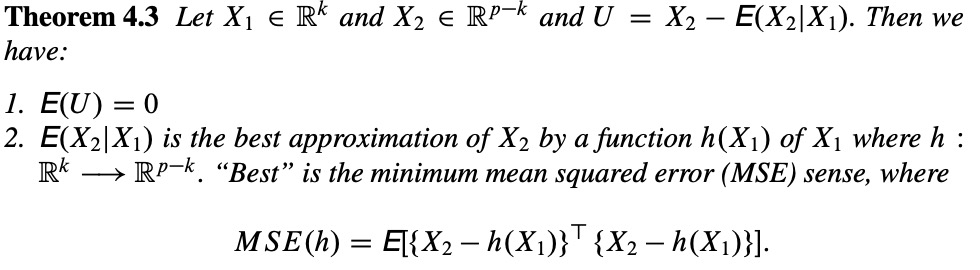 Theorem 4.3 Let X₁ ∈ ℝᵏ and X₂ ∈ ℝᵖ⁻ᵏ and U = X₂ − E(X₂|X₁). Then we
have:
1. E(U) = 0
2. E(X₂|X₁) is the best approximation of X₂ by a function h(X₁) of X₁ where h :
ℝᵏ ⟶ ℝᵖ⁻ᵏ. “Best” is the minimum mean squared error (MSE) sense, where
MSE(h) = E[{X₂ − h(X₁)}⊤ {X₂ − h(X₁)}].